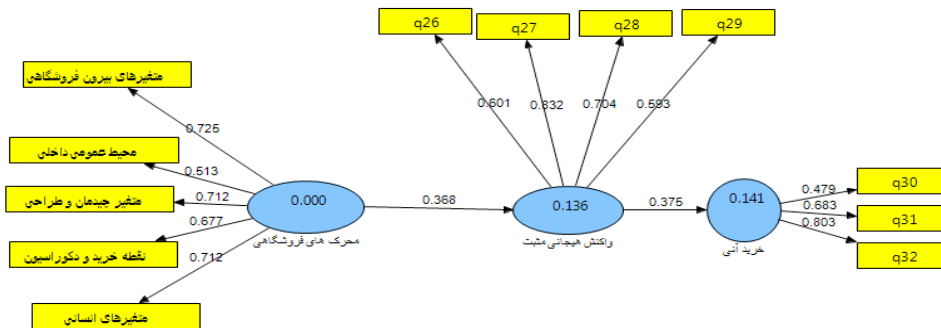 q26
q27
q28
q29
متغیرهای بیرون فروشگاهی
0.601
0.832
0.704
0.593
0.725
محیط عمومی داخلی
0.513
متغیر چیدمان و طراحی
0.712
0.000
0.368
0.136
0.375
0.141
0.479
q30
0.683
q31
0.803
q32
0.677
محرک های فروشگاهی
واکنش هیجانی مثبت
خرید آنی
نقطه خرید و دکوراسیون
0.712
متغیرهای انسانی